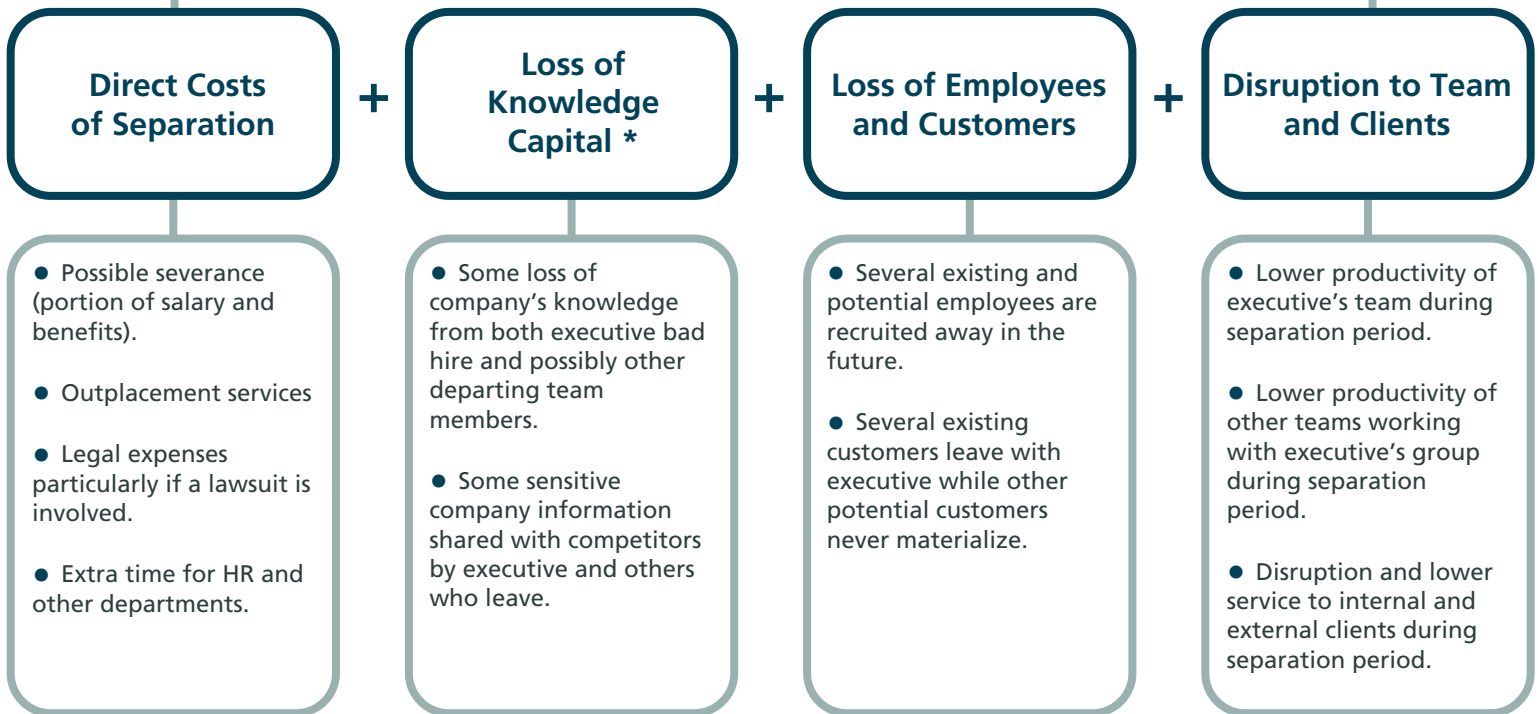 Direct Costs
of Separation
+
Loss of
Knowledge
Capital *
+
Loss of Employees
and Customers
+
Disruption to Team
and Clients
● Possible severance
(portion of salary and
benefits).
● Outplacement services
● Legal expenses
particularly if a lawsuit is
involved.
● Extra time for HR and
other departments.
● Some loss of
company’s knowledge
from both executive bad
hire and possibly other
departing team
members.
● Some sensitive
company information
shared with competitors
by executive and others
who leave.
● Several existing and
potential employees are
recruited away in the
future.
● Several existing
customers leave with
executive while other
potential customers
never materialize.
● Lower productivity of
executive’s team during
separation period.
● Lower productivity of
other teams working
with executive’s group
during separation
period.
● Disruption and lower
service to internal and
external clients during
separation period.